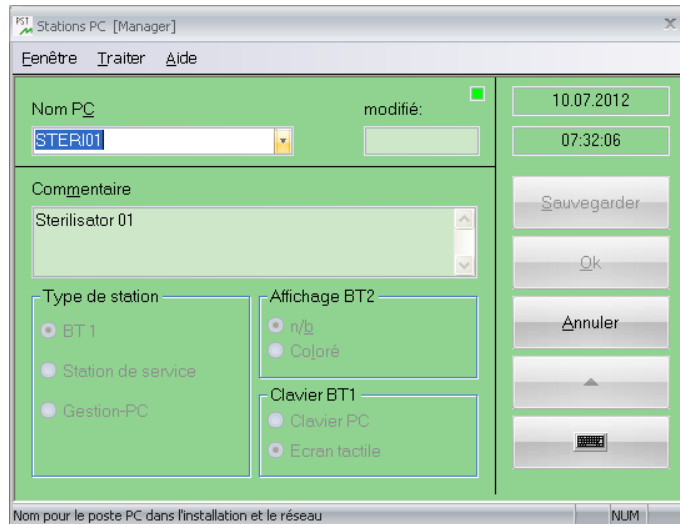 PST
Stations PC [Manager]
Fenêtre Traiter Aide
Nom PC
modifié:
STERI01
10.07.2012
07:32:06
Commentaire
Sterilisator 01
Type de station
BT 1
Station de service
Gestion-PC
Affichage BT2
n/b
Coloré
Clavier BT1
Clavier PC
Ecran tactile
Sauvegarder
Ok
Annuler
Nom pour le poste PC dans l'installation et le réseau
NUM